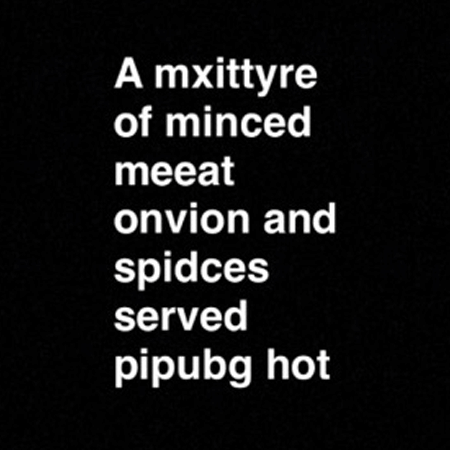 A mxittyre
of minced
meeat
onvion and
spidces
served
pipubg hot